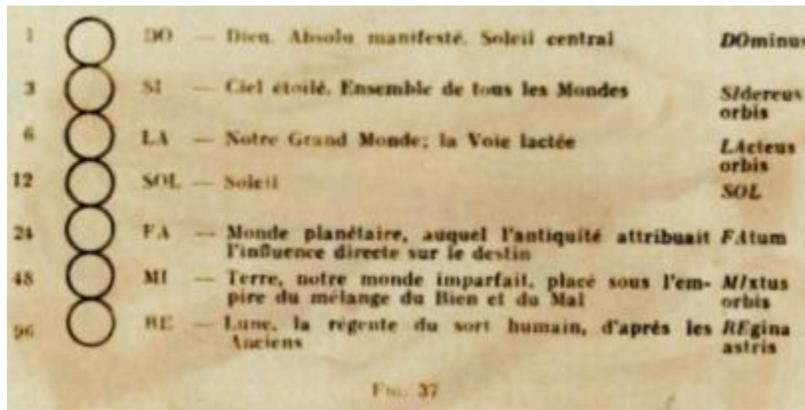 1 DO — Dieu. Absolu manifesté. Soleil central DOminus
3 SI — Ciel étoilé. Ensemble de tous les Mondes SIdereus
orbis
6 LA — Notre Grand Monde; la Voie lactée LActeus
orbis
12 SOL — Soleil SOL
24 FA — Monde planétaire, auquel l'antiquité attribuait FAtum
l'influence directe sur le destin
48 MI — Terre, notre monde imparfait, placé sous l'em- MIxtus
pire du mélange du Bien et du Mal orbis
96 RE — Lune, la régente du sort humain, d'après les REgina
Anciens astris
FIG. 37